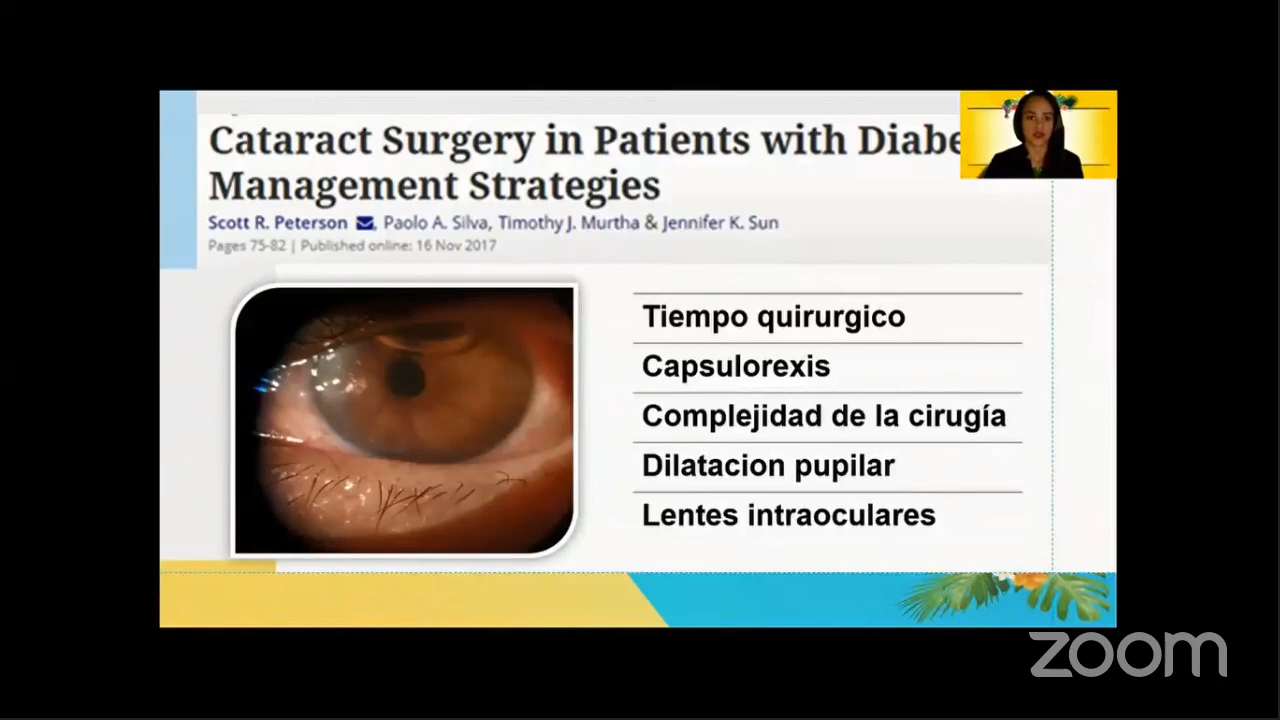 Cataract Surgery in Patients with Diabe
Management Strategies
Scott R. Peterson , Paolo A. Silva, Timothy J. Murtha & Jennifer K. Sun
Pages 75-82 | Published online: 16 Nov 2017
Tiempo quirurgico
Capsulorexis
Complejidad de la cirugía
Dilatacion pupilar
Lentes intraoculares
zoom